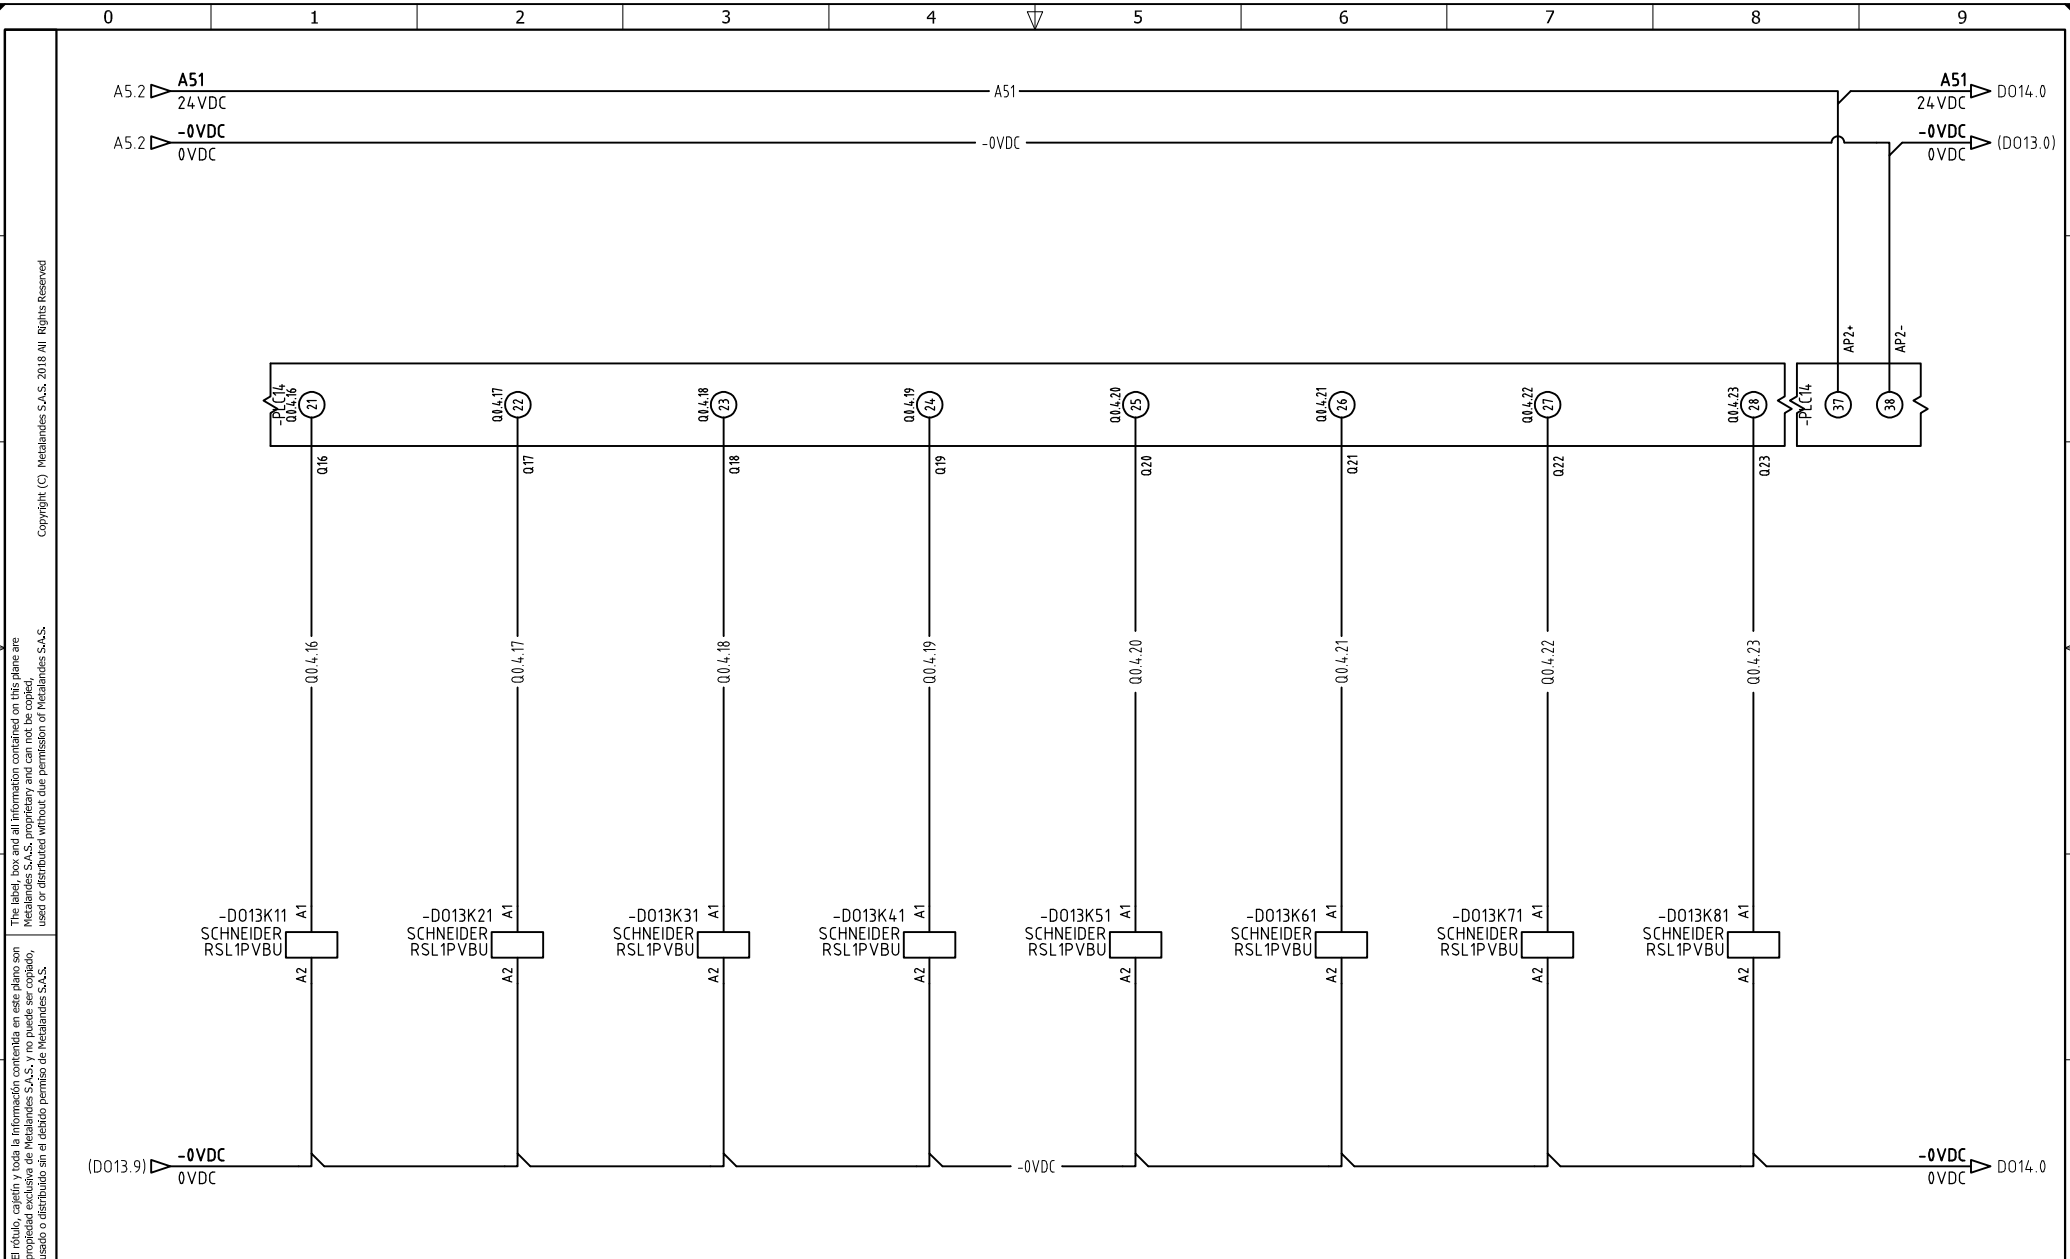 0 1 2 3 4 5 6 7 8 9
A5.2 A51 A51 A51 DO14.0
24VDC 24VDC
A5.2 -0VDC -0VDC -0VDC (DO13.0)
0VDC 0VDC
AP2+ AP2-
-PLC14 -PLC14
Q0.4.16 Q0.4.17 Q0.4.18 Q0.4.19 Q0.4.20 Q0.4.21 Q0.4.22 Q0.4.23
21 22 23 24 25 26 27 28 37 38
Q16 Q17 Q18 Q19 Q20 Q21 Q22 Q23
Q0.4.16 Q0.4.17 Q0.4.18 Q0.4.19 Q0.4.20 Q0.4.21 Q0.4.22 Q0.4.23
-DO13K11 A1 -DO13K21 A1 -DO13K31 A1 -DO13K41 A1 -DO13K51 A1 -DO13K61 A1 -DO13K71 A1 -DO13K81 A1
SCHNEIDER SCHNEIDER SCHNEIDER SCHNEIDER SCHNEIDER SCHNEIDER SCHNEIDER SCHNEIDER
RSL1PVBU RSL1PVBU RSL1PVBU RSL1PVBU RSL1PVBU RSL1PVBU RSL1PVBU RSL1PVBU
A2 A2 A2 A2 A2 A2 A2 A2
(DO13.9) -0VDC -0VDC -0VDC DO14.0
0VDC 0VDC
El rótulo, cajetín y toda la información contenida en este plano son
propiedad exclusiva de Metalandes S.A.S. y no puede ser copiado,
usado o distribuido sin el debido permiso de Metalandes S.A.S.
The label, box and all information contained on this plane are
Metalandes S.A.S. proprietary and can not be copied,
used or distributed without due permission of Metalandes S.A.S.
Copyright (C) Metalandes S.A.S. 2018 All Rights Reserved